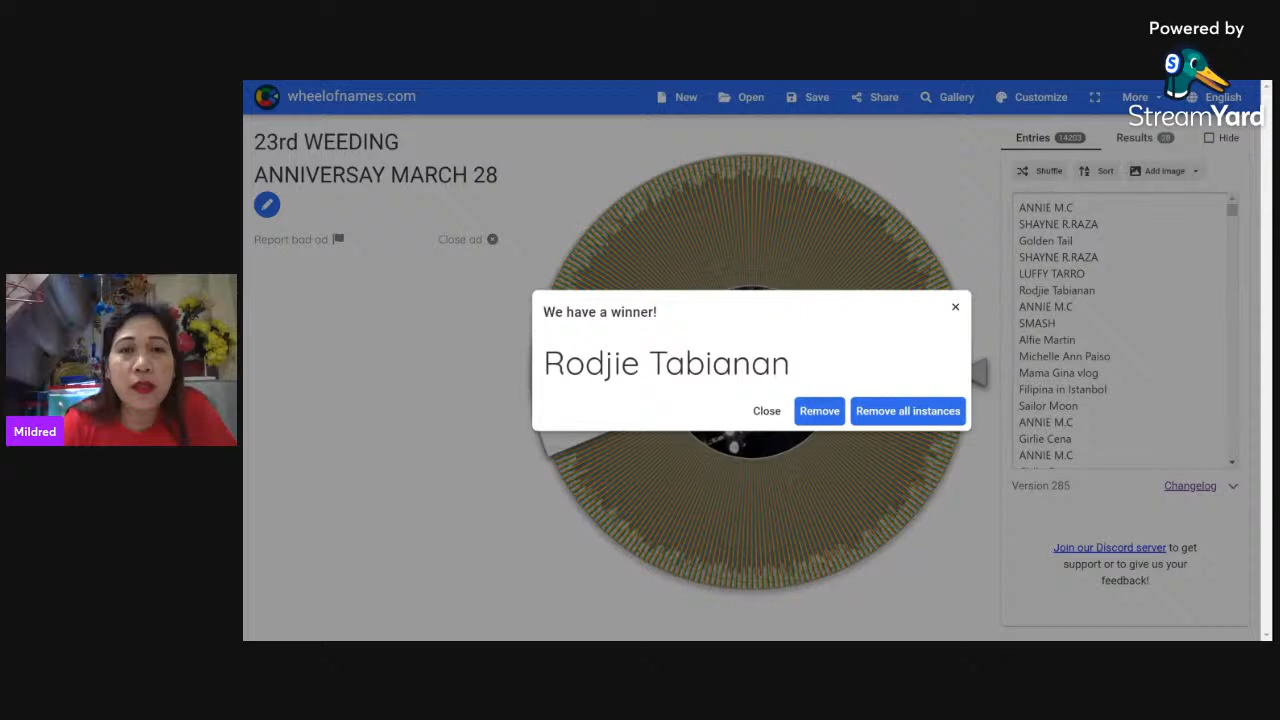 Powered by
StreamYard
wheelofnames.com
New
Open
Save
Share
Gallery
Customize
More
English
23rd WEEDING
ANNIVERSAY MARCH 28
Report bad ad
Close ad
Entries 14203
Results 28
Hide
Shuffle
Sort
Add image
ANNIE M.C
SHAYNE R.RAZA
Golden Tail
SHAYNE R.RAZA
LUFFY TARRO
Rodjie Tabianan
ANNIE M.C
SMASH
Alfie Martin
Michelle Ann Paiso
Mama Gina vlog
Filipina in Istanbol
Sailor Moon
ANNIE M.C
Girlie Cena
ANNIE M.C
We have a winner!
Rodjie Tabianan
Close
Remove
Remove all instances
Mildred
Version 285
Changelog
Join our Discord server to get
support or to give us your
feedback!